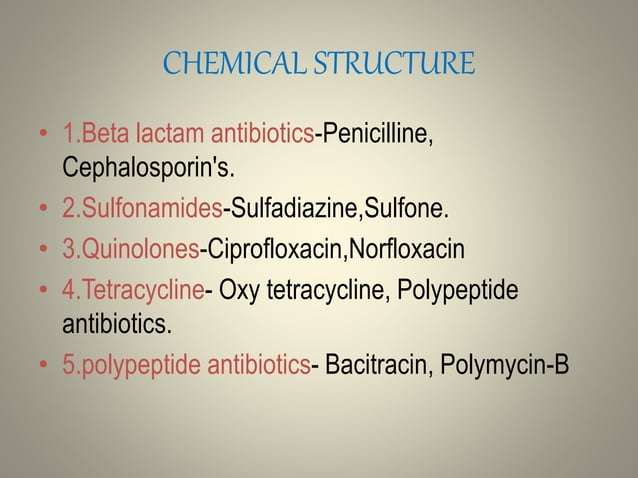 CHEMICAL STRUCTURE
• 1.Beta lactam antibiotics-Penicilline,
Cephalosporin's.
• 2.Sulfonamides-Sulfadiazine,Sulfone.
• 3.Quinolones-Ciprofloxacin,Norfloxacin
• 4.Tetracycline- Oxy tetracycline, Polypeptide
antibiotics.
• 5.polypeptide antibiotics- Bacitracin, Polymycin-B